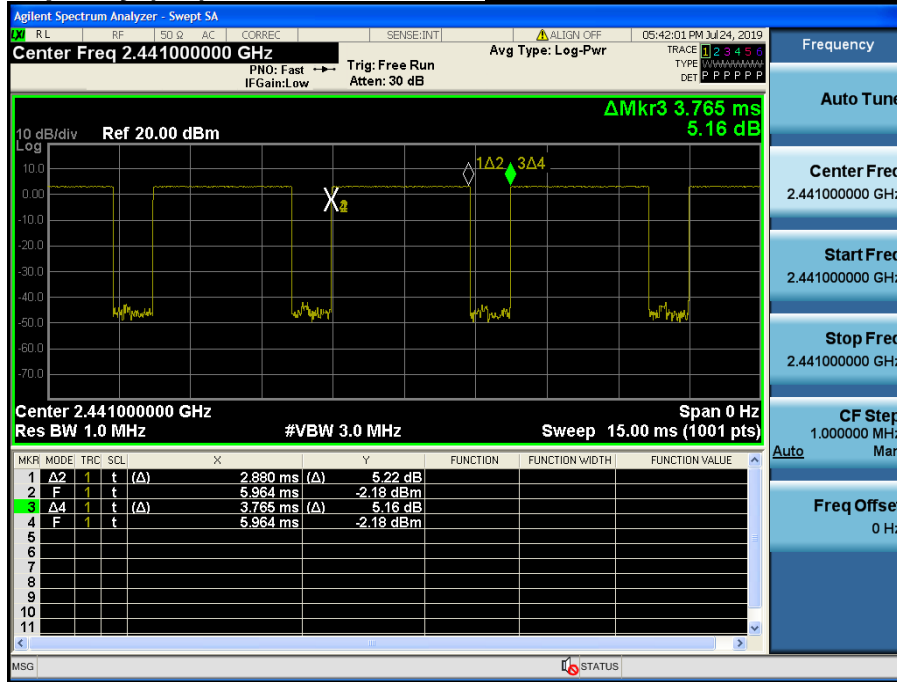 Agilent Spectrum Analyzer - Swept SA
LXI RL RF 50 Ω AC CORREC SENSE:INT ALIGN OFF 05:42:01 PM Jul 24, 2019
Center Freq 2.441000000 GHz
PNO: Fast
IFGain:Low
Trig: Free Run
Atten: 30 dB
Avg Type: Log-Pwr
TRACE 1 2 3 4 5 6
TYPE WWWWWW
DET P P P P P P
Frequency
Auto Tune
Center Freq
2.441000000 GHz
Start Freq
2.441000000 GHz
Stop Freq
2.441000000 GHz
CF Step
1.000000 MHz
Auto Man
Freq Offset
0 Hz
ΔMkr3 3.765 ms
5.16 dB
10 dB/div Ref 20.00 dBm
Log
10.0
0.00
-10.0
-20.0
-30.0
-40.0
-50.0
-60.0
-70.0
1Δ2 3Δ4
X
Center 2.441000000 GHz Span 0 Hz
Res BW 1.0 MHz #VBW 3.0 MHz Sweep 15.00 ms (1001 pts)
MKR MODE TRC SCL X Y FUNCTION FUNCTION WIDTH FUNCTION VALUE
1 Δ2 1 t (Δ) 2.880 ms (Δ) 5.22 dB
2 F 1 t 5.964 ms -2.18 dBm
3 Δ4 1 t (Δ) 3.765 ms (Δ) 5.16 dB
4 F 1 t 5.964 ms -2.18 dBm
5
6
7
8
9
10
11
MSG STATUS